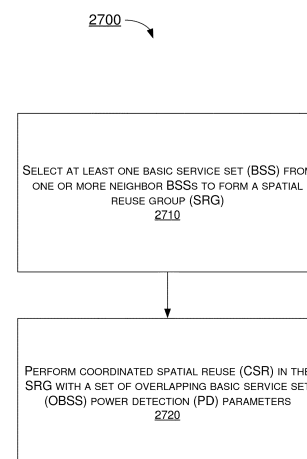 2700
SELECT AT LEAST ONE BASIC SERVICE SET (BSS) FROM
ONE OR MORE NEIGHBOR BSSS TO FORM A SPATIAL
REUSE GROUP (SRG)
2710
PERFORM COORDINATED SPATIAL REUSE (CSR) IN THE
SRG WITH A SET OF OVERLAPPING BASIC SERVICE SET
(OBSS) POWER DETECTION (PD) PARAMETERS
2720